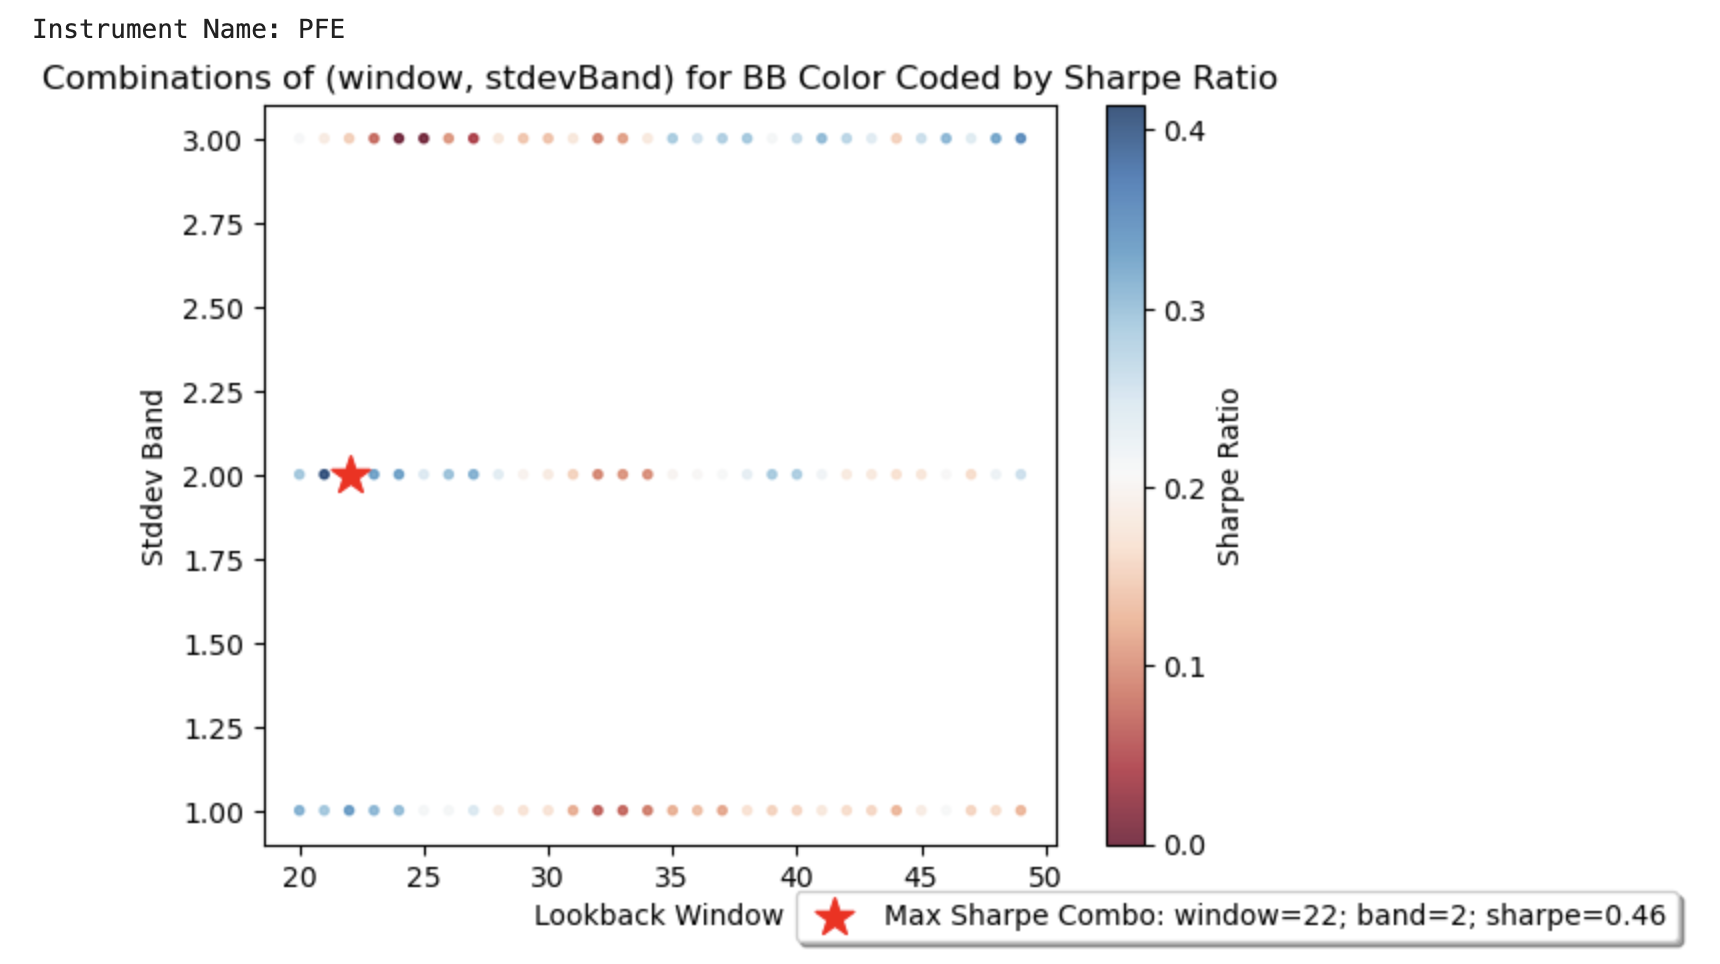 Instrument Name: PFE
Combinations of (window, stdevBand) for BB Color Coded by Sharpe Ratio
3.00
2.75
2.50
2.25
2.00
1.75
1.50
1.25
1.00
Stddev Band
20 25 30 35 40 45 50
Lookback Window
0.4
0.3
0.2
0.1
0.0
Sharpe Ratio
Max Sharpe Combo: window=22; band=2; sharpe=0.46